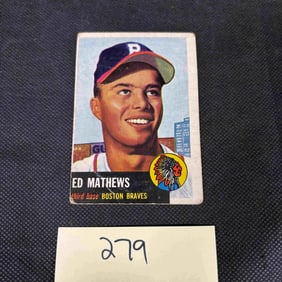 B
ED MATHEWS
third base BOSTON BRAVES
279